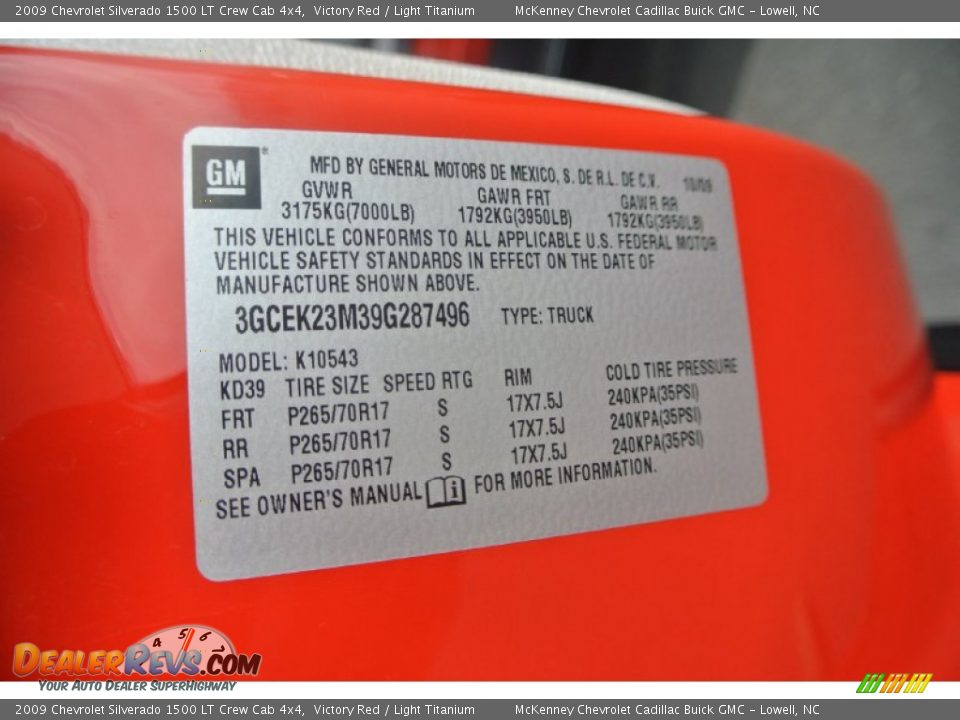 2009 Chevrolet Silverado 1500 LT Crew Cab 4x4, Victory Red / Light Titanium McKenney Chevrolet Cadillac Buick GMC - Lowell, NC
GM®
MFD BY GENERAL MOTORS DE MEXICO, S. DE R.L. DE C.V. 10/09
GVWR GAWR FRT GAWR RR
3175KG(7000LB) 1792KG(3950LB) 1792KG(3950LB)
THIS VEHICLE CONFORMS TO ALL APPLICABLE U.S. FEDERAL MOTOR
VEHICLE SAFETY STANDARDS IN EFFECT ON THE DATE OF
MANUFACTURE SHOWN ABOVE.
3GCEK23M39G287496 TYPE: TRUCK
MODEL: K10543
KD39 TIRE SIZE SPEED RTG RIM COLD TIRE PRESSURE
FRT P265/70R17 S 17X7.5J 240KPA(35PSI)
RR P265/70R17 S 17X7.5J 240KPA(35PSI)
SPA P265/70R17 S 17X7.5J 240KPA(35PSI)
SEE OWNER'S MANUAL i FOR MORE INFORMATION.
4 5 6
DEALERREVS.COM
YOUR AUTO DEALER SUPERHIGHWAY
2009 Chevrolet Silverado 1500 LT Crew Cab 4x4, Victory Red / Light Titanium McKenney Chevrolet Cadillac Buick GMC - Lowell, NC